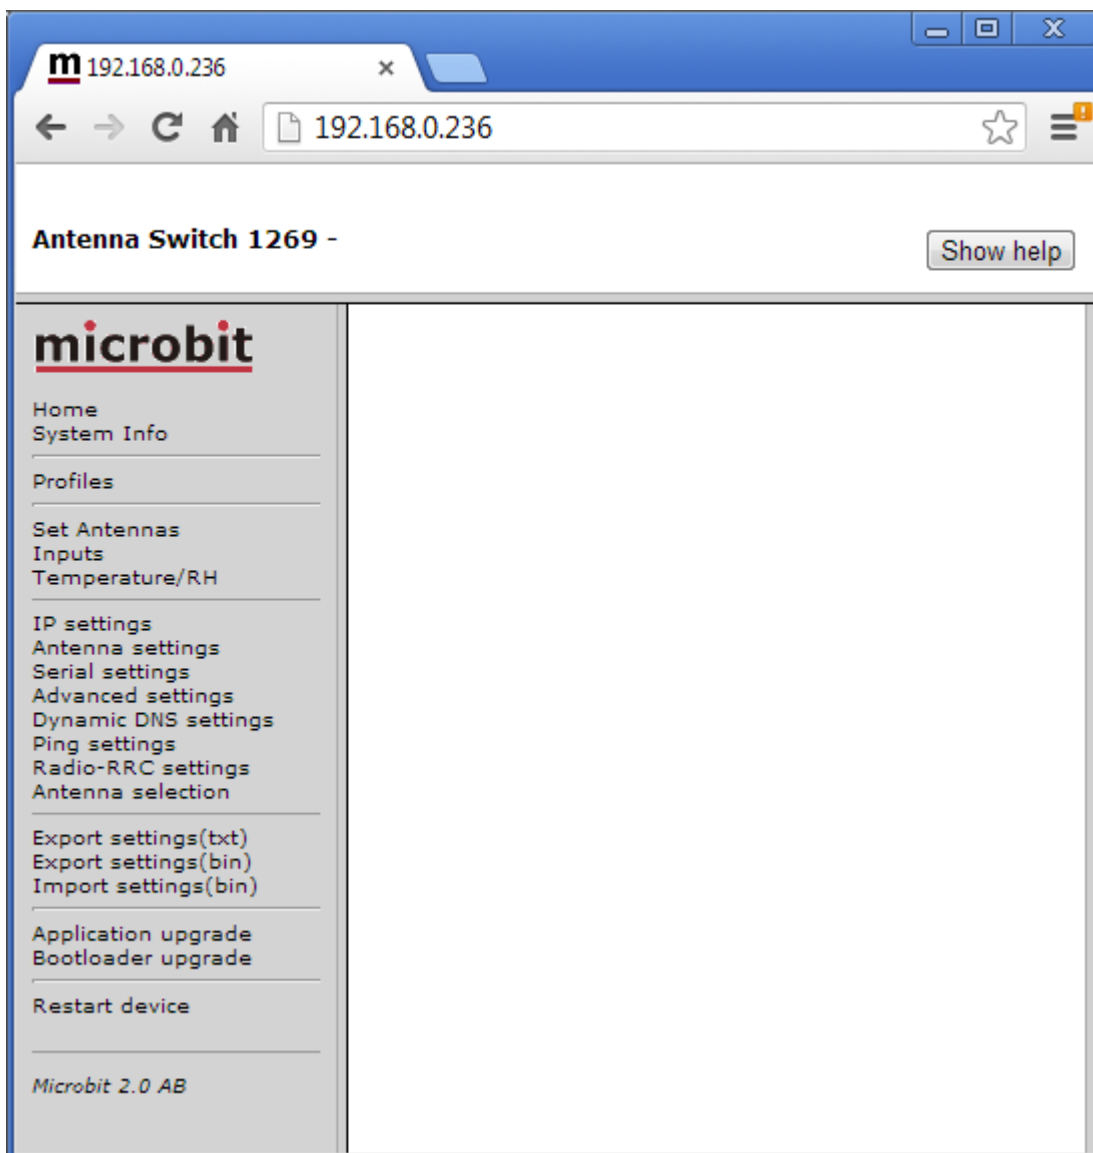 192.168.0.236
192.168.0.236
Antenna Switch 1269 -
Show help
microbit
Home
System Info
Profiles
Set Antennas
Inputs
Temperature/RH
IP settings
Antenna settings
Serial settings
Advanced settings
Dynamic DNS settings
Ping settings
Radio-RRC settings
Antenna selection
Export settings(txt)
Export settings(bin)
Import settings(bin)
Application upgrade
Bootloader upgrade
Restart device
Microbit 2.0 AB